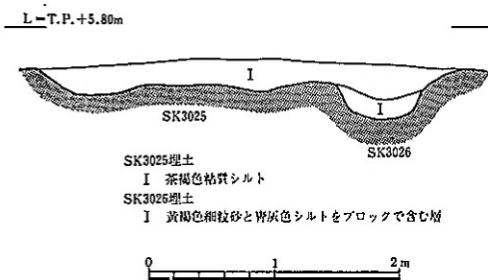 L=T.P.+5.80m
I
I
SK3025
SK3026
SK3025埋土
I 茶褐色粘質シルト
SK3026埋土
I 黄褐色細粒砂と青灰色シルトをブロックで含む層
0 1 2m